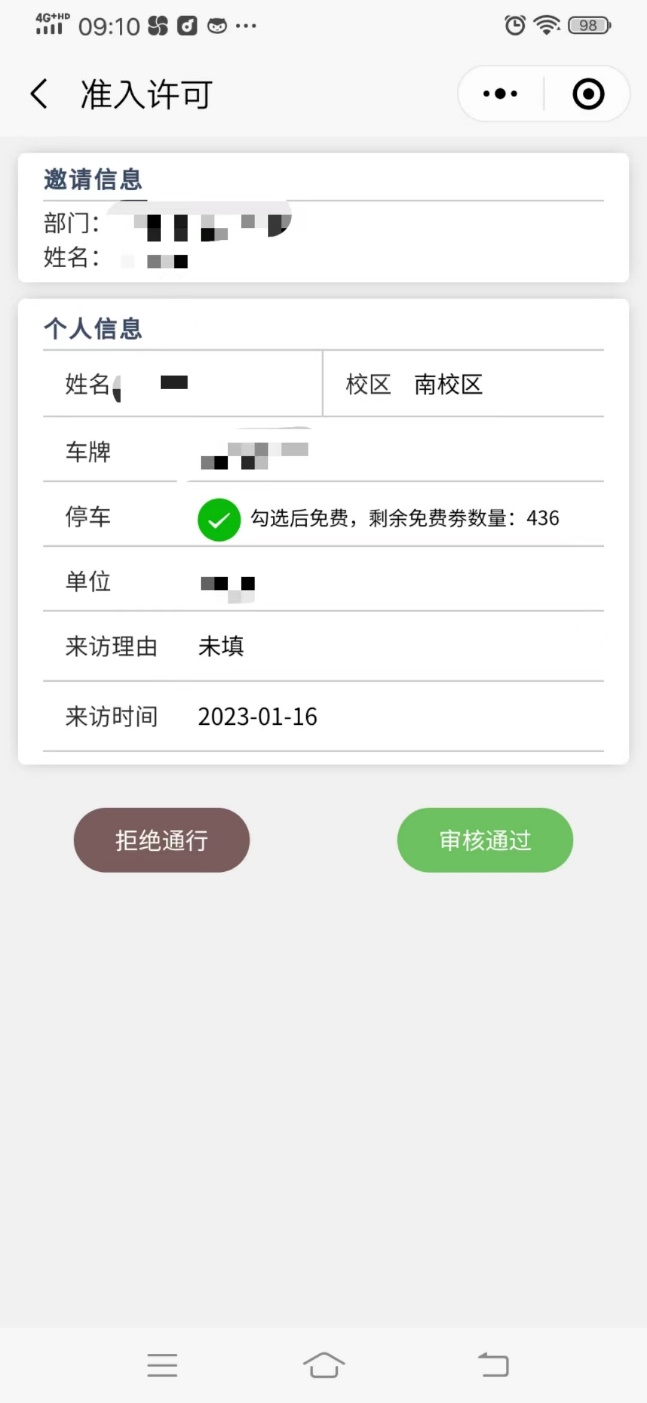 4G+HD 09:10 98
准入许可
邀请信息
部门：
姓名：
个人信息
姓名 校区 南校区
车牌
停车 勾选后免费，剩余免费券数量：436
单位
来访理由 未填
来访时间 2023-01-16
拒绝通行 审核通过